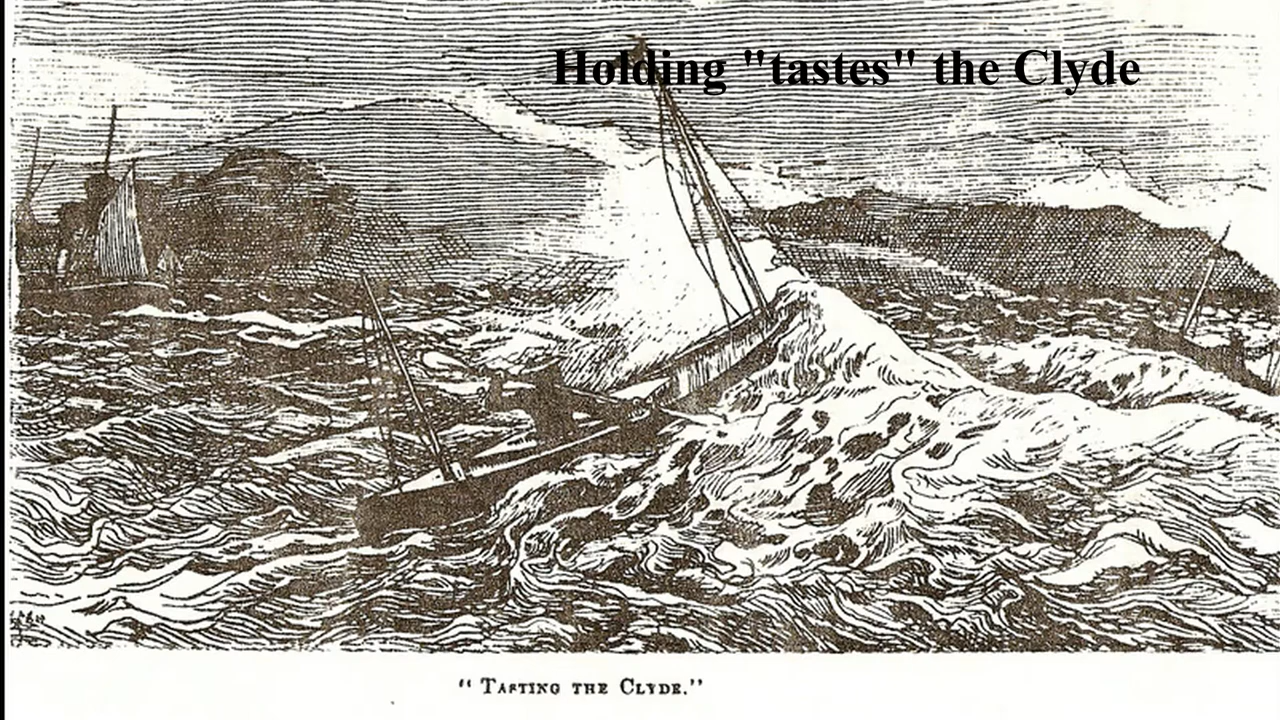 Holding "tastes" the Clyde
“ Tasting the Clyde.”